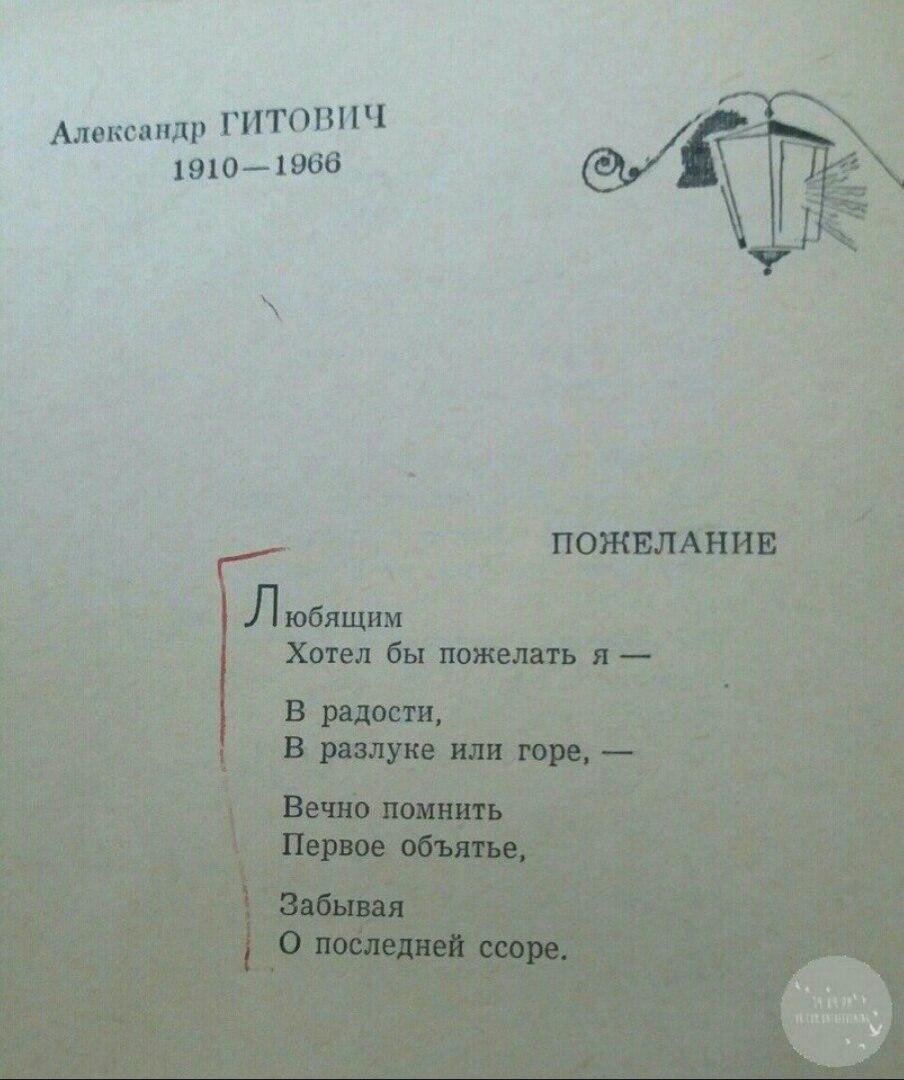 Александр ГИТОВИЧ
1910—1966
ПОЖЕЛАНИЕ
Любящим
Хотел бы пожелать я —
В радости,
В разлуке или горе, —
Вечно помнить
Первое объятье,
Забывая
О последней ссоре.